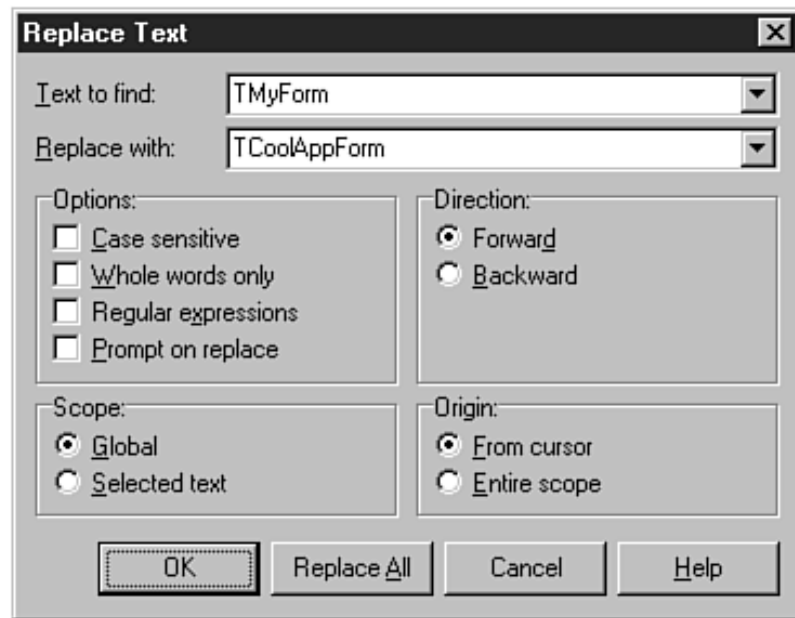 Replace Text
Text to find: TMyForm
Replace with: TCoolAppForm
Options:
Case sensitive
Whole words only
Regular expressions
Prompt on replace
Direction:
Forward
Backward
Scope:
Global
Selected text
Origin:
From cursor
Entire scope
OK Replace All Cancel Help